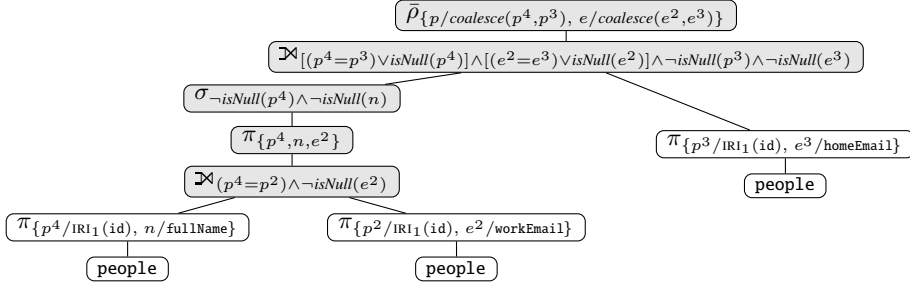 ρ̄{p/coalesce(p⁴,p³), e/coalesce(e²,e³)}
⟕[(p⁴=p³)∨isNull(p⁴)]∧[(e²=e³)∨isNull(e²)]∧¬isNull(p³)∧¬isNull(e³)
σ¬isNull(p⁴)∧¬isNull(n)
π{p⁴,n,e²}
π{p³/IRI₁(id), e³/homeEmail}
⟕(p⁴=p²)∧¬isNull(e²)
people
π{p⁴/IRI₁(id), n/fullName}
π{p²/IRI₁(id), e²/workEmail}
people
people